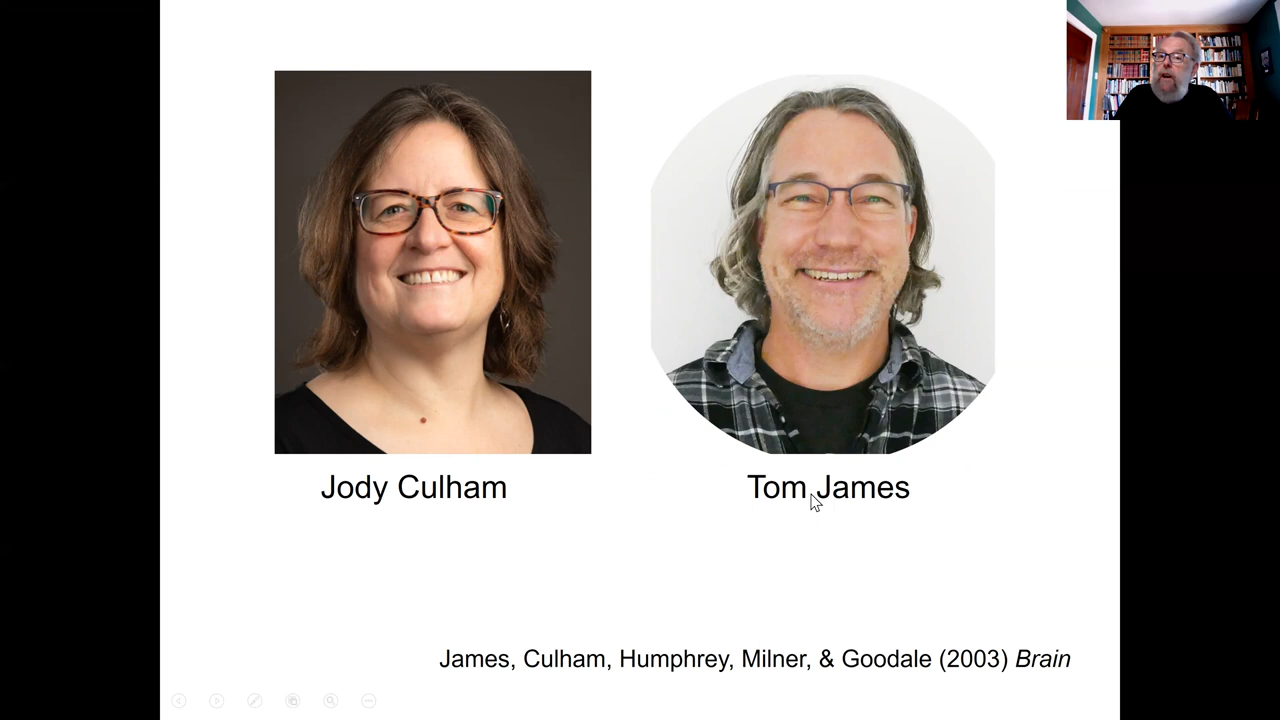 Jody Culham
Tom James
James, Culham, Humphrey, Milner, & Goodale (2003) Brain